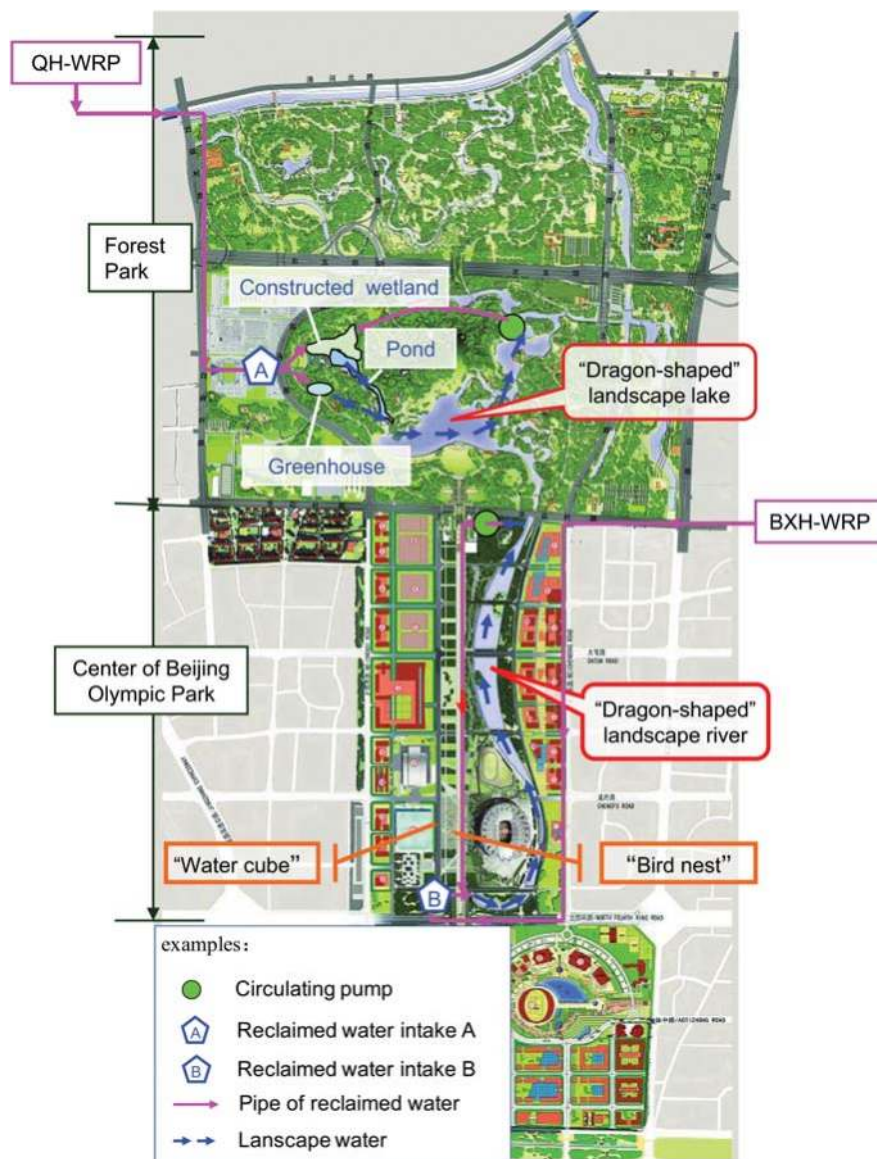 QH-WRP
Forest
Park
Constructed wetland
Pond
A
"Dragon-shaped"
landscape lake
Greenhouse
BXH-WRP
Center of Beijing
Olympic Park
"Dragon-shaped"
landscape river
"Water cube”
“Bird nest”
B
examples：
Circulating pump
A Reclaimed water intake A
B Reclaimed water intake B
Pipe of reclaimed water
Lanscape water